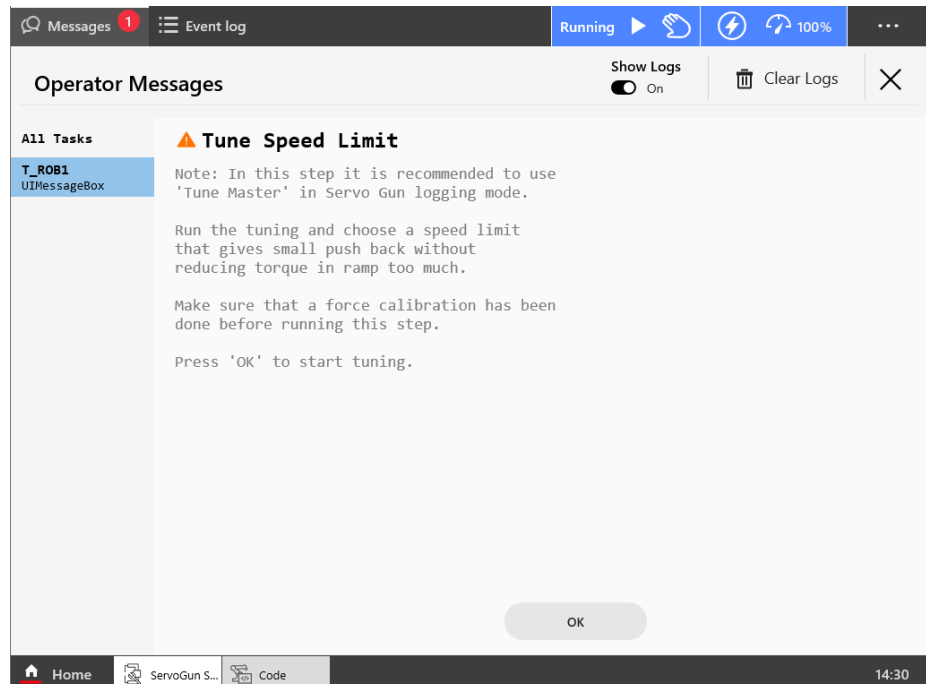 Messages 1 Event log Running 100% ...
Operator Messages
Show Logs
On
Clear Logs
All Tasks
T_ROB1
UIMessageBox
Tune Speed Limit
Note: In this step it is recommended to use
'Tune Master' in Servo Gun logging mode.
Run the tuning and choose a speed limit
that gives small push back without
reducing torque in ramp too much.
Make sure that a force calibration has been
done before running this step.
Press 'OK' to start tuning.
OK
Home ServoGun S... Code 14:30